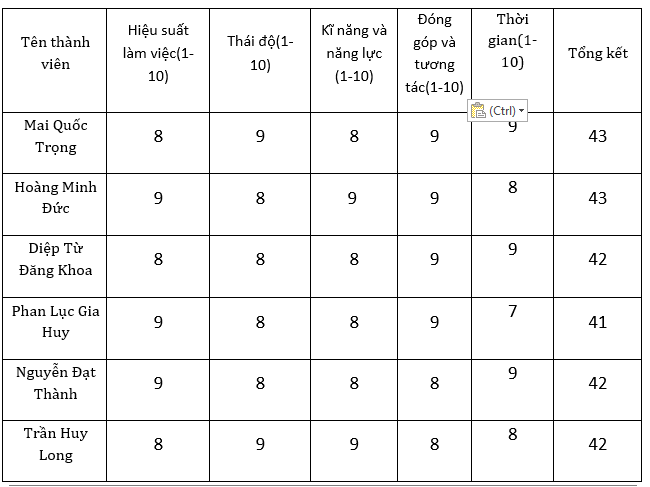 Tên thành viên
Hiệu suất làm việc(1-10)
Thái độ(1-10)
Kĩ năng và năng lực (1-10)
Đóng góp và tương tác(1-10)
Thời gian(1-10)
Tổng kết
(Ctrl)
Mai Quốc Trọng 8 9 8 9 9 43
Hoàng Minh Đức 9 8 9 9 8 43
Diệp Từ Đăng Khoa 8 8 8 9 9 42
Phan Lục Gia Huy 9 8 8 9 7 41
Nguyễn Đạt Thành 9 8 8 8 9 42
Trần Huy Long 8 9 9 8 8 42